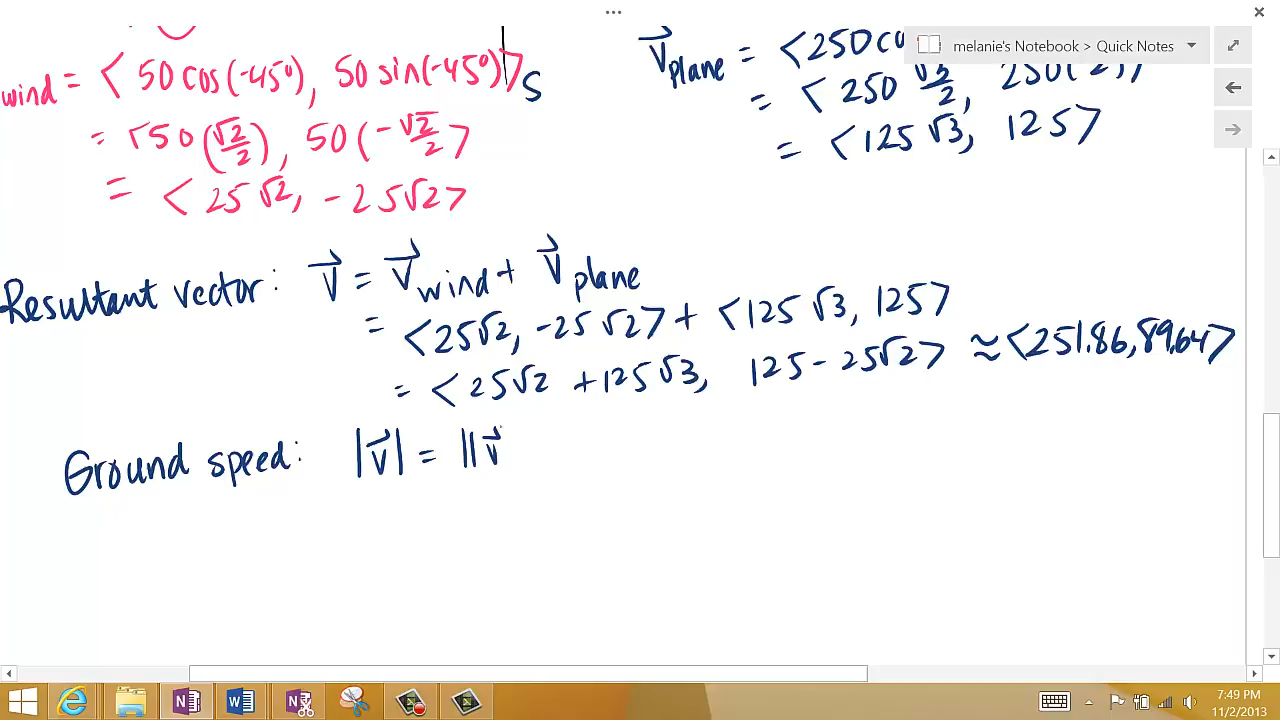 melanie's Notebook > Quick Notes
wind = <50 cos(-45°), 50 sin(-45°)>
S
= <50(√2/2), 50(-√2/2>
= <25√2, -25√2>
v⃗ plane = <250 co
= <250 √3/2, 250(
= <125√3, 125>
Resultant vector: v⃗ = v⃗ wind + v⃗ plane
= <25√2, -25√2> + <125√3, 125>
= <25√2 + 125√3, 125 - 25√2> ≈ <251.86, 89.64>
Ground speed: |v⃗| = ||v⃗
7:49 PM
11/2/2013